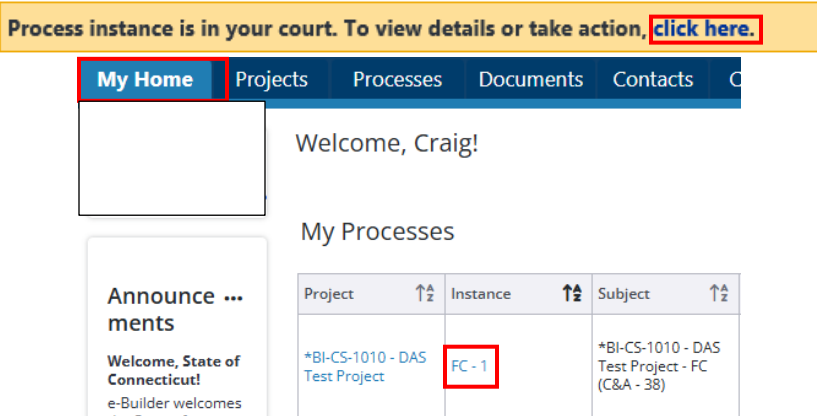 Process instance is in your court. To view details or take action, click here.
My Home Projects Processes Documents Contacts
Welcome, Craig!
My Processes
Announce ...
ments
Welcome, State of
Connecticut!
e-Builder welcomes
Project Instance Subject
*BI-CS-1010 - DAS
Test Project
FC - 1
*BI-CS-1010 - DAS
Test Project - FC
(C&A - 38)